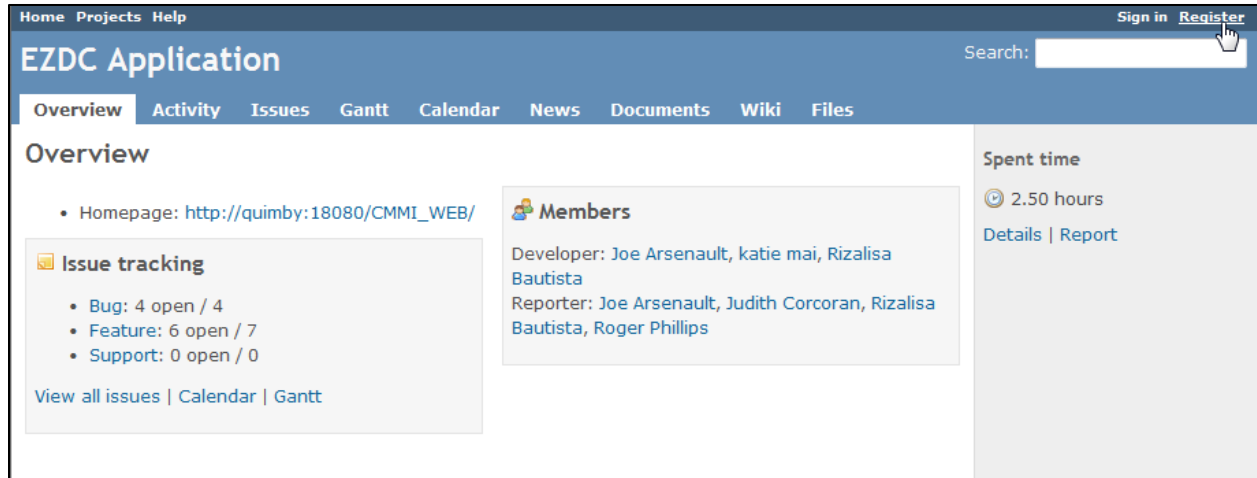 Home Projects Help
Sign in Register
EZDC Application
Search:
Overview Activity Issues Gantt Calendar News Documents Wiki Files
Overview
• Homepage: http://quimby:18080/CMMI_WEB/
Issue tracking
• Bug: 4 open / 4
• Feature: 6 open / 7
• Support: 0 open / 0
View all issues | Calendar | Gantt
Members
Developer: Joe Arsenault, katie mai, Rizalisa
Bautista
Reporter: Joe Arsenault, Judith Corcoran, Rizalisa
Bautista, Roger Phillips
Spent time
2.50 hours
Details | Report